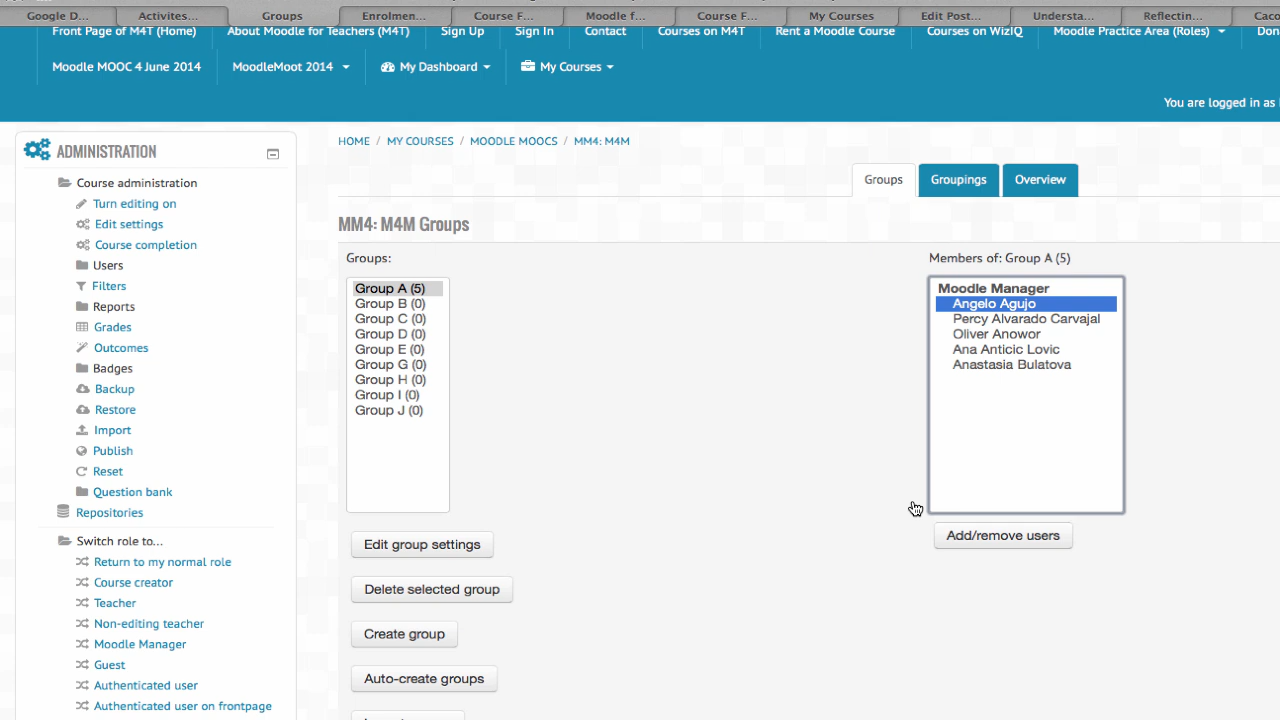 Google D...
Activites...
Groups
Enrolmen...
Course F...
Moodle f...
Course F...
My Courses
Edit Post...
Understa...
Reflectin...
Front Page of M4T (Home)
About Moodle for Teachers (M4T)
Sign Up
Sign In
Contact
Courses on M4T
Rent a Moodle Course
Courses on WizIQ
Moodle Practice Area (Roles)
Moodle MOOC 4 June 2014
MoodleMoot 2014
My Dashboard
My Courses
You are logged in as
ADMINISTRATION
Course administration
Turn editing on
Edit settings
Course completion
Users
Filters
Reports
Grades
Outcomes
Badges
Backup
Restore
Import
Publish
Reset
Question bank
Repositories
Switch role to...
Return to my normal role
Course creator
Teacher
Non-editing teacher
Moodle Manager
Guest
Authenticated user
Authenticated user on frontpage
HOME / MY COURSES / MOODLE MOOCS / MM4: M4M
Groups
Groupings
Overview
MM4: M4M Groups
Groups:
Group A (5)
Group B (0)
Group C (0)
Group D (0)
Group E (0)
Group G (0)
Group H (0)
Group I (0)
Group J (0)
Edit group settings
Delete selected group
Create group
Auto-create groups
Members of: Group A (5)
Moodle Manager
Angelo Agujo
Percy Alvarado Carvajal
Oliver Anowor
Ana Anticic Lovic
Anastasia Bulatova
Add/remove users